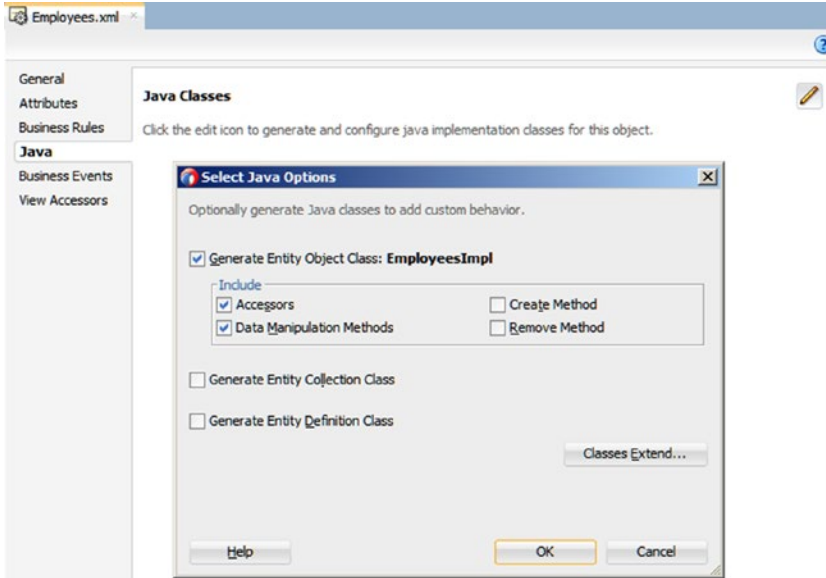 Employees.xml
General
Attributes
Business Rules
Java
Business Events
View Accessors
Java Classes
Click the edit icon to generate and configure java implementation classes for this object.
Select Java Options
Optionally generate Java classes to add custom behavior.
Generate Entity Object Class: EmployeesImpl
Include
Accessors
Create Method
Data Manipulation Methods
Remove Method
Generate Entity Collection Class
Generate Entity Definition Class
Classes Extend...
Help
OK
Cancel